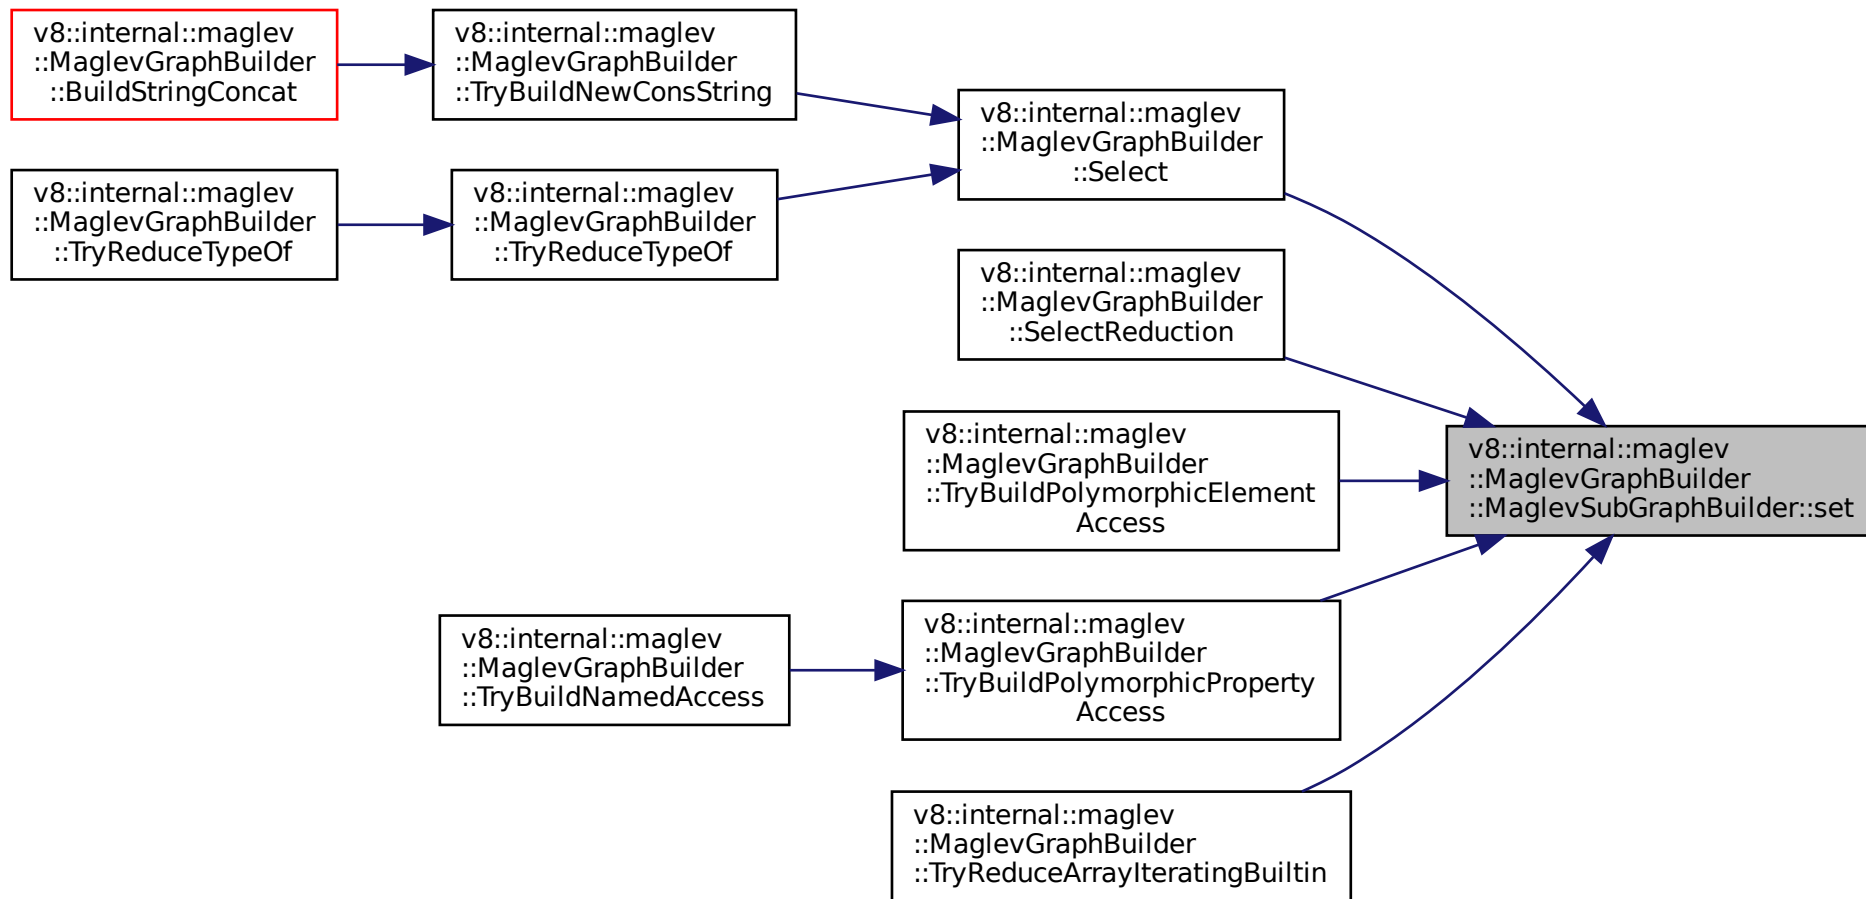 v8::internal::maglev
::MaglevGraphBuilder
::BuildStringConcat
v8::internal::maglev
::MaglevGraphBuilder
::TryBuildNewConsString
v8::internal::maglev
::MaglevGraphBuilder
::Select
v8::internal::maglev
::MaglevGraphBuilder
::TryReduceTypeOf
v8::internal::maglev
::MaglevGraphBuilder
::TryReduceTypeOf
v8::internal::maglev
::MaglevGraphBuilder
::SelectReduction
v8::internal::maglev
::MaglevGraphBuilder
::TryBuildPolymorphicElement
Access
v8::internal::maglev
::MaglevGraphBuilder
::MaglevSubGraphBuilder::set
v8::internal::maglev
::MaglevGraphBuilder
::TryBuildNamedAccess
v8::internal::maglev
::MaglevGraphBuilder
::TryBuildPolymorphicProperty
Access
v8::internal::maglev
::MaglevGraphBuilder
::TryReduceArrayIteratingBuiltin